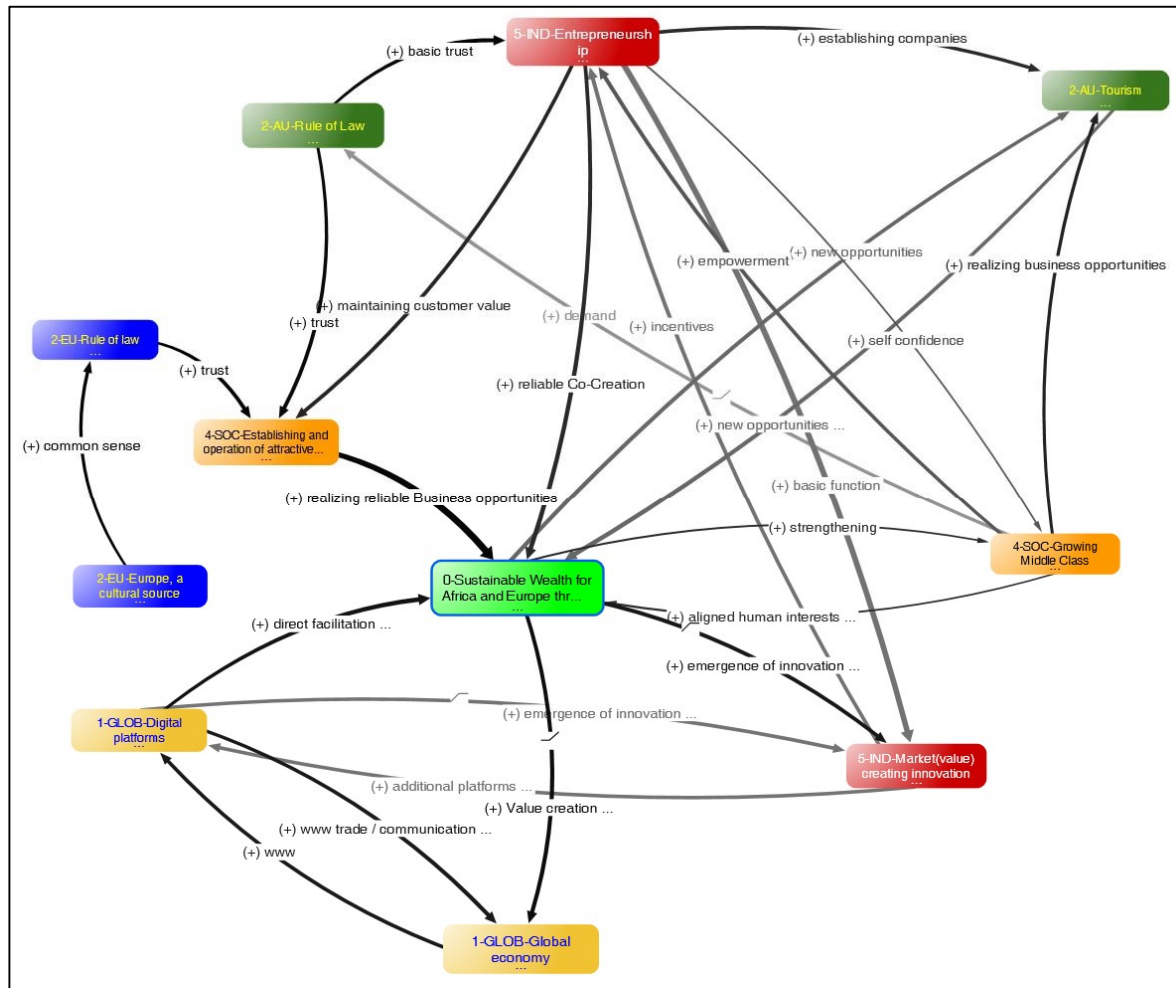 5-IND-Entrepreneursh
ip
...
(+) establishing companies
(+) basic trust
2-AU-Tourism
...
2-AU-Rule of Law
...
(+) new opportunities
(+) empowerment
(+) realizing business opportunities
(+) maintaining customer value
(+) demand
(+) trust
(+) incentives
2-EU-Rule of law
...
(+) self confidence
(+) trust
(+) reliable Co-Creation
(+) new opportunities ...
4-SOC-Establishing and
operation of attractive...
...
(+) common sense
(+) basic function
(+) realizing reliable Business opportunities
(+) strengthening
4-SOC-Growing
Middle Class
...
2-EU-Europe, a
cultural source
...
0-Sustainable Wealth for
Africa and Europe thr...
...
(+) aligned human interests ...
(+) direct facilitation ...
(+) emergence of innovation ...
1-GLOB-Digital
platforms
...
(+) emergence of innovation ...
5-IND-Market(value)
creating innovation
...
(+) additional platforms ...
(+) Value creation ...
(+) www trade / communication ...
(+) www
1-GLOB-Global
economy
...